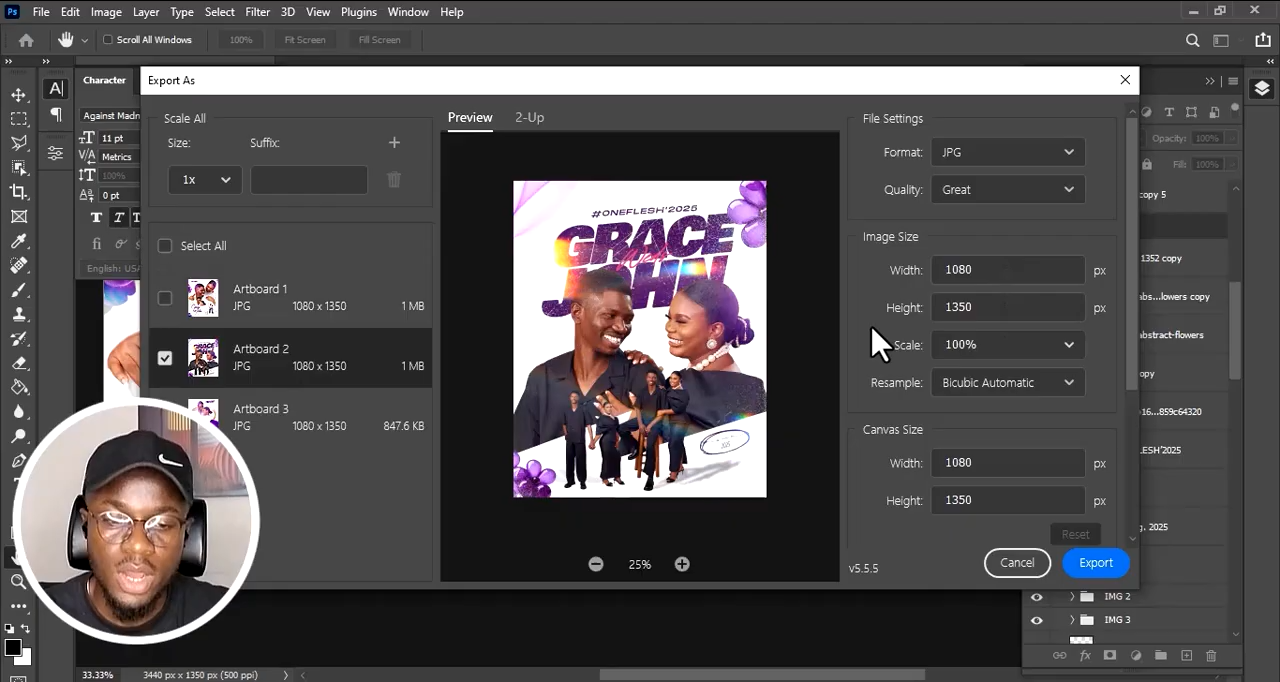 Ps File Edit Image Layer Type Select Filter 3D View Plugins Window Help
Scroll All Windows 100% Fit Screen Fill Screen
Character
Against Madn
11 pt
Metrics
100%
0 pt
T T
fi
English: USA
Export As
Scale All
Size: Suffix:
1x
Select All
Artboard 1
JPG 1080 x 1350 1 MB
Artboard 2
JPG 1080 x 1350 1 MB
Artboard 3
JPG 1080 x 1350 847.6 KB
Preview 2-Up
#ONEFLESH'2025
GRACE
JOHN
25%
File Settings
Format: JPG
Quality: Great
Image Size
Width: 1080 px
Height: 1350 px
Scale: 100%
Resample: Bicubic Automatic
Canvas Size
Width: 1080 px
Height: 1350 px
Reset
v5.5.5 Cancel Export
Opacity: 100%
Fill: 100%
copy 5
1352 copy
abs...lowers copy
abstract-flowers
opy
16...859c64320
LESH'2025
ng, 2025
IMG 2
IMG 3
fx
33.33% 3440 px x 1350 px (500 ppi)